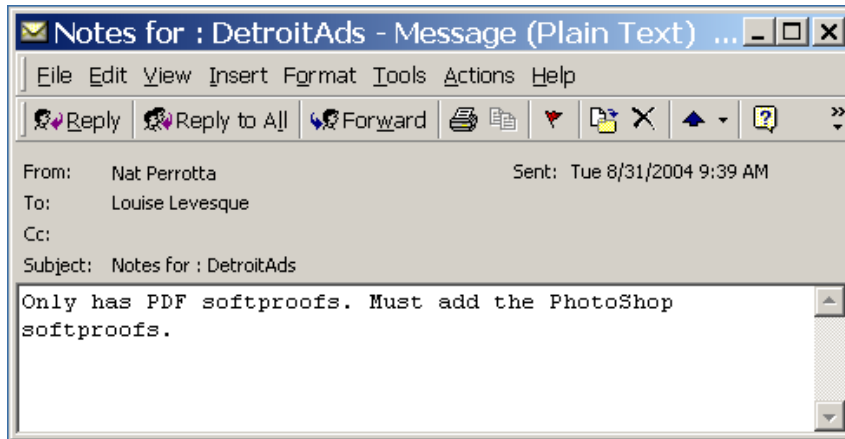 Notes for : DetroitAds - Message (Plain Text) ...
File Edit View Insert Format Tools Actions Help
Reply Reply to All Forward
From: Nat Perrotta Sent: Tue 8/31/2004 9:39 AM
To: Louise Levesque
Cc:
Subject: Notes for : DetroitAds
Only has PDF softproofs. Must add the PhotoShop
softproofs.